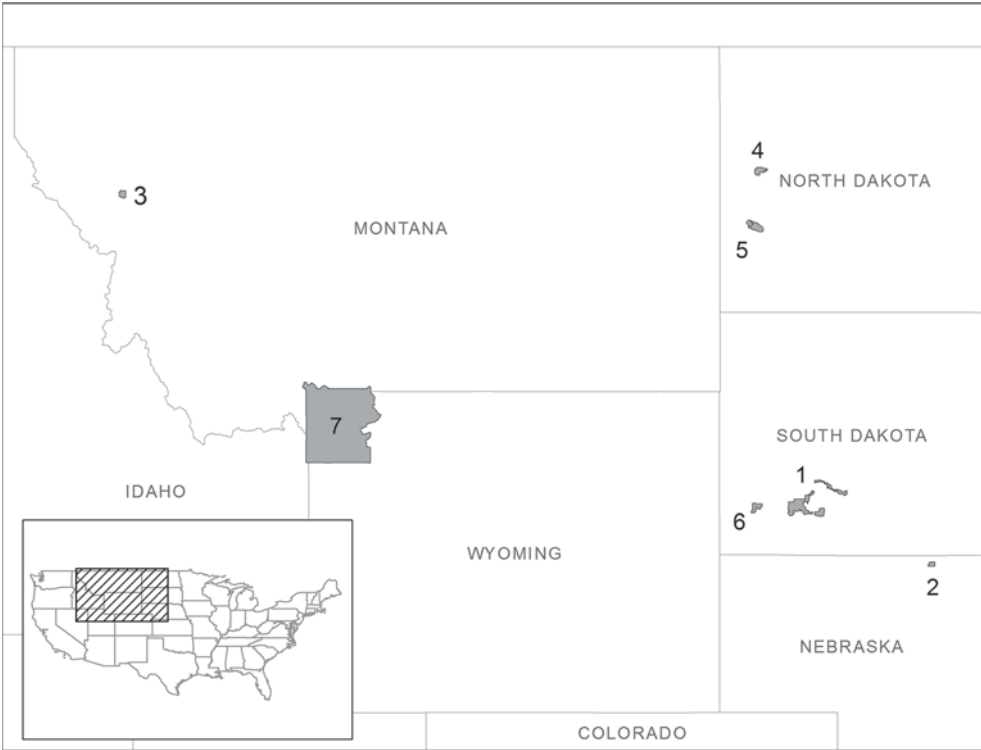 4
NORTH DAKOTA
3
MONTANA
5
7
SOUTH DAKOTA
1
IDAHO
6
WYOMING
2
NEBRASKA
COLORADO